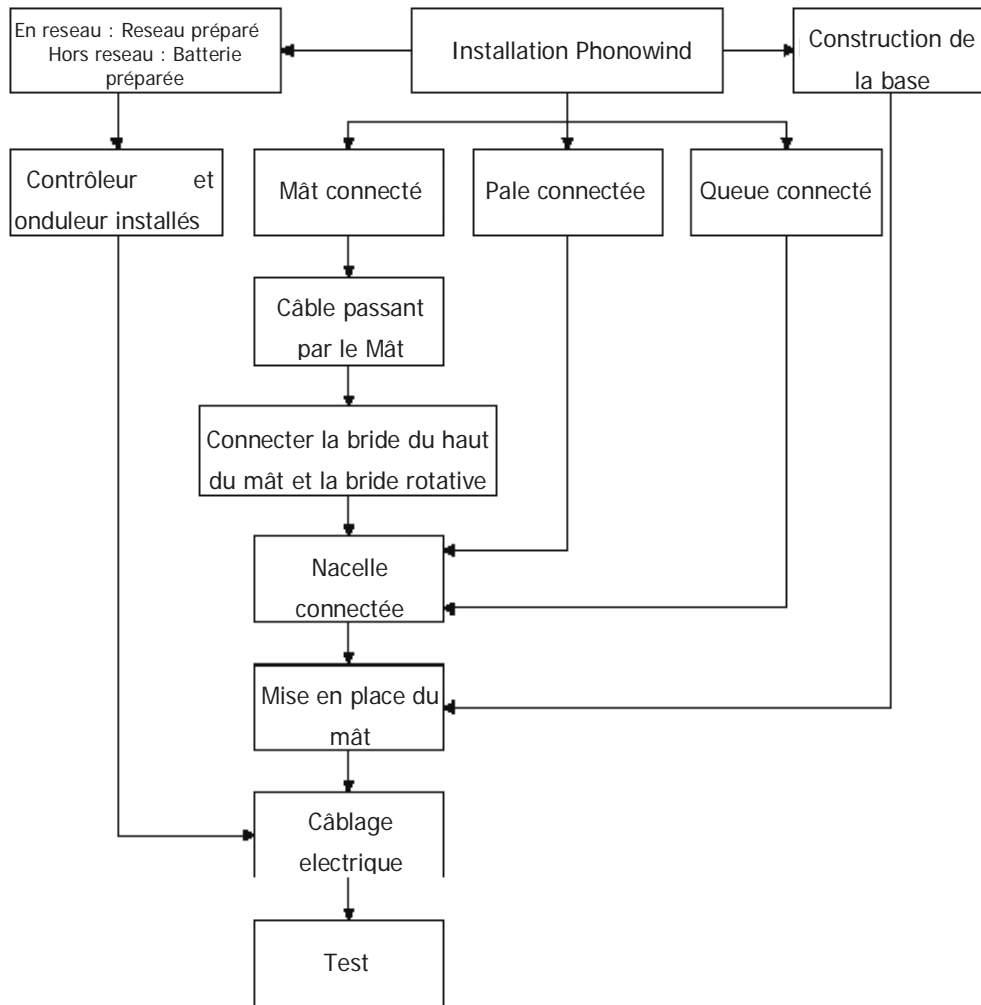 En reseau : Reseau préparé
Hors reseau : Batterie
préparée
Installation Phonowind
Construction de
la base
Contrôleur et
onduleur installés
Mât connecté
Pale connectée
Queue connecté
Câble passant
par le Mât
Connecter la bride du haut
du mât et la bride rotative
Nacelle
connectée
Mise en place du
mât
Câblage
electrique
Test